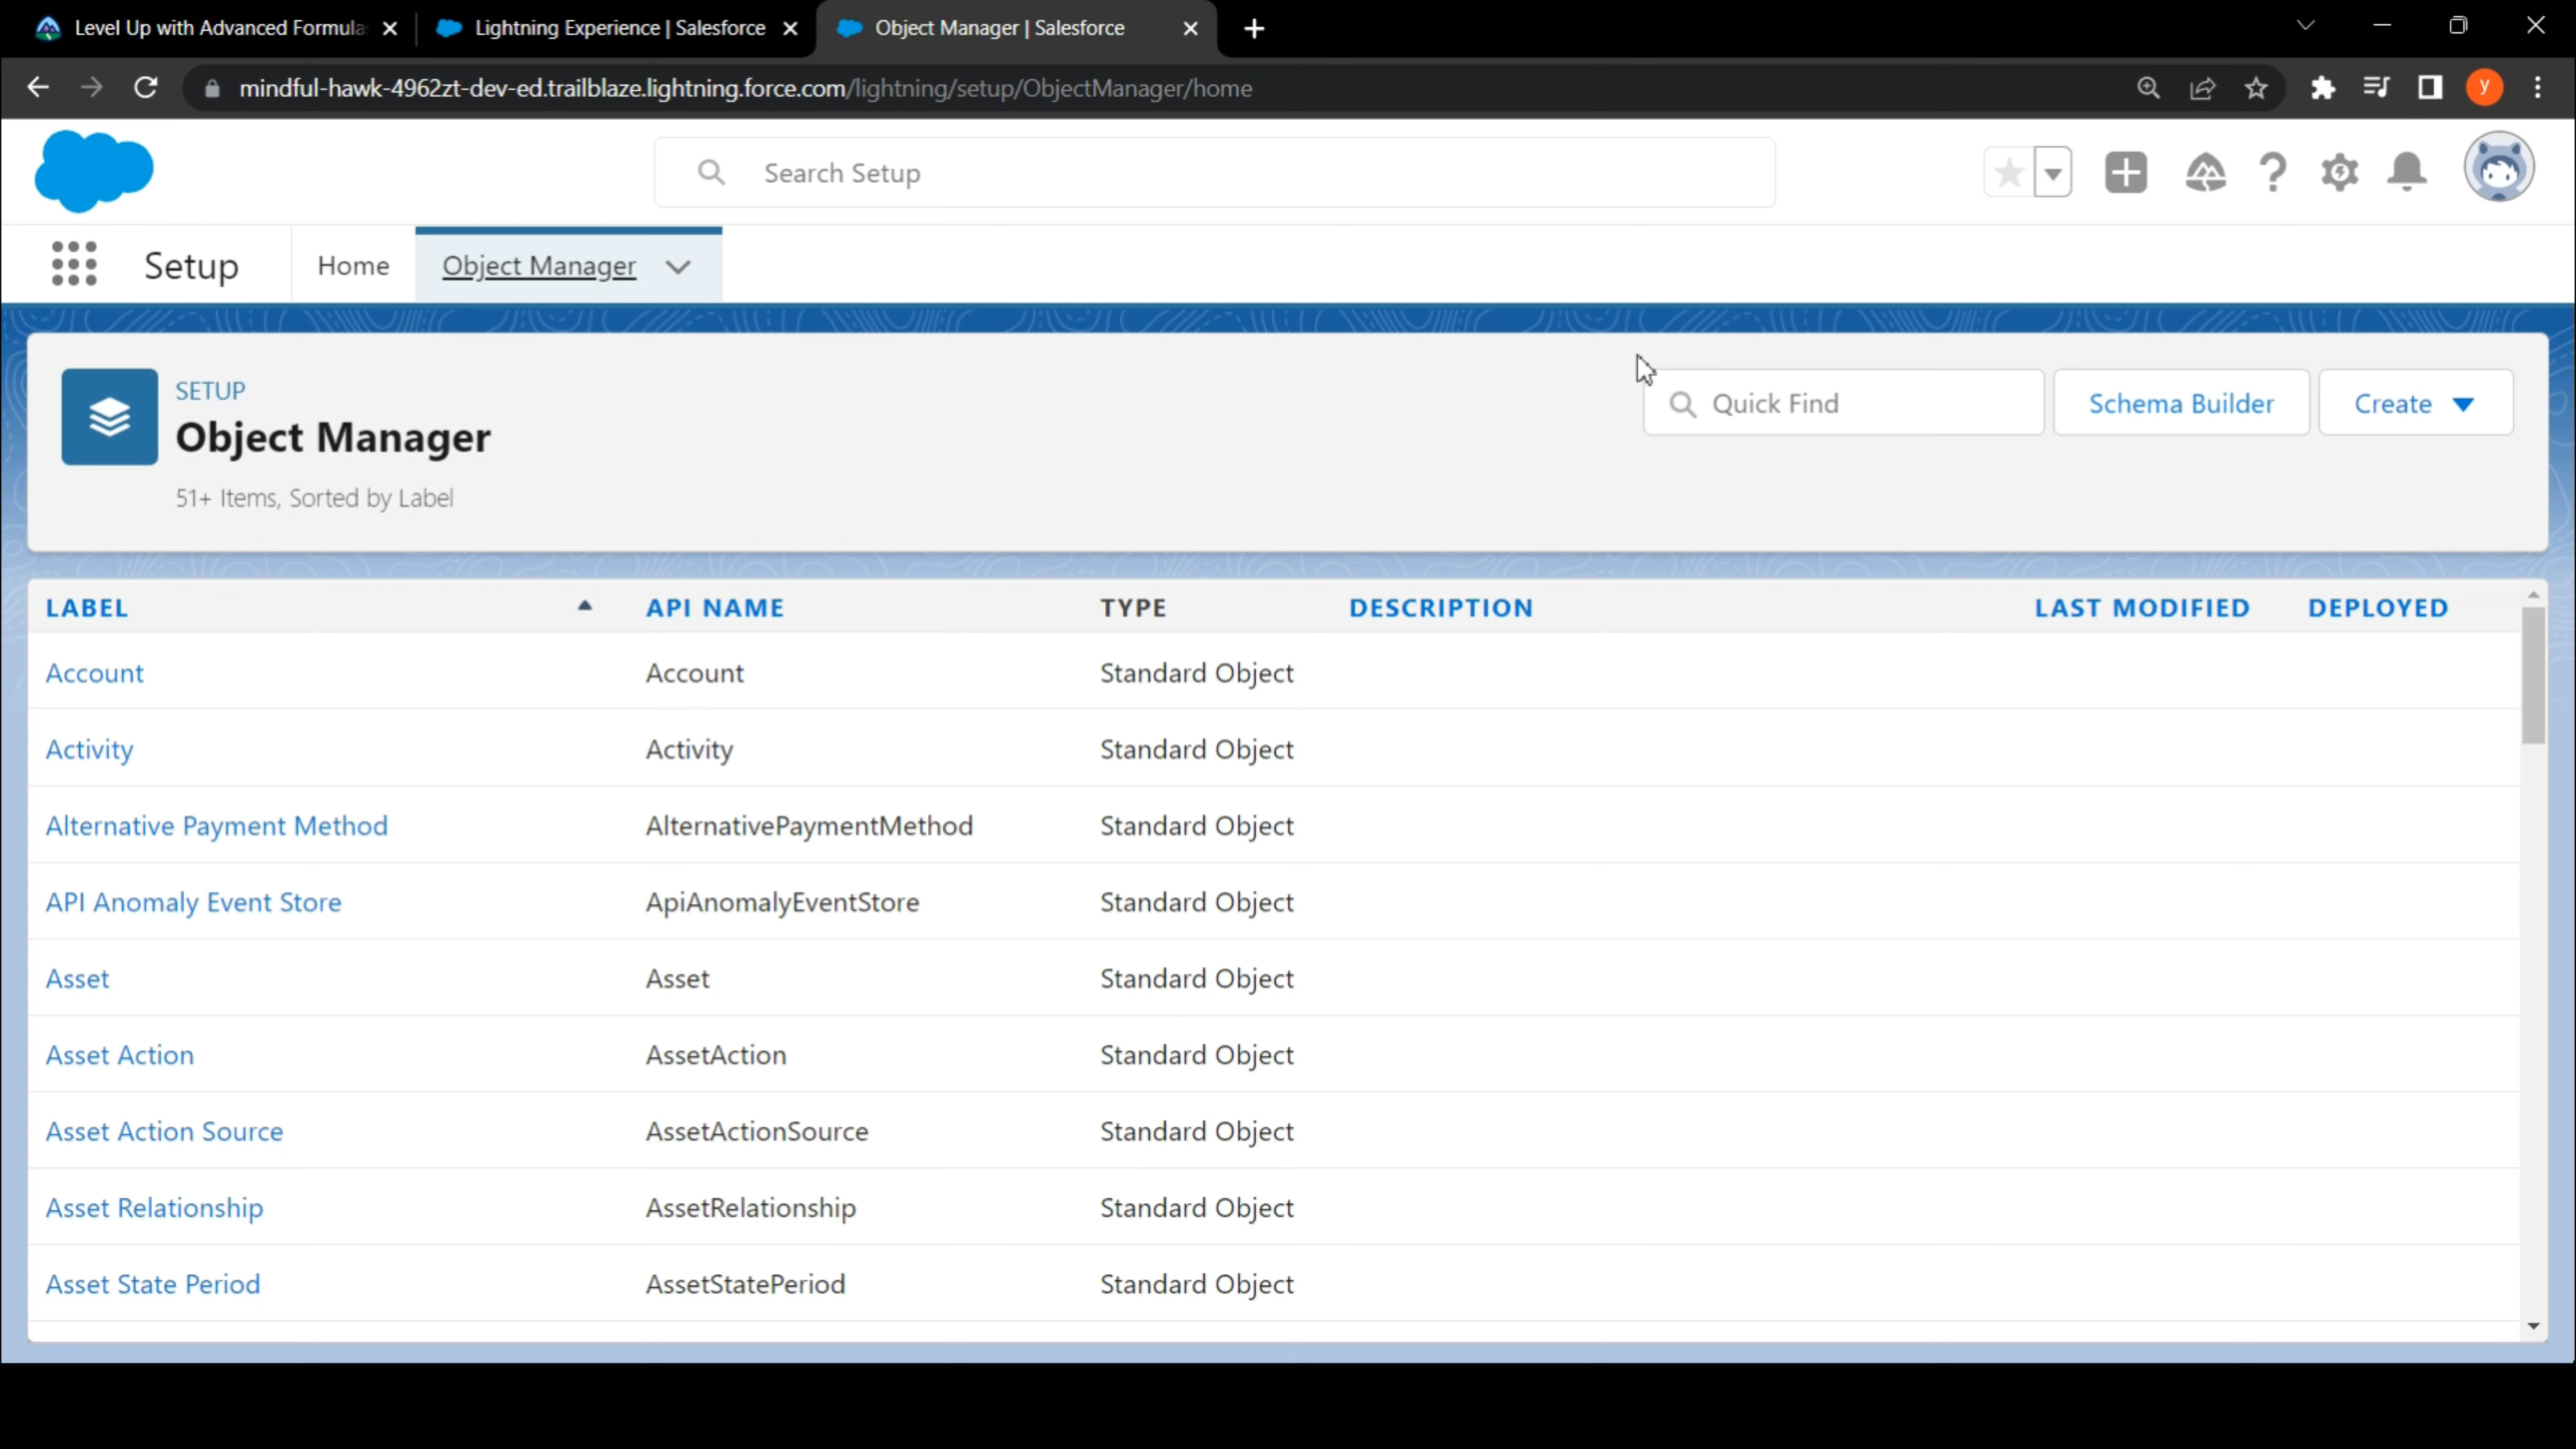 Level Up with Advanced Formula
Lightning Experience | Salesforce
Object Manager | Salesforce
mindful-hawk-4962zt-dev-ed.trailblaze.lightning.force.com/lightning/setup/ObjectManager/home
y
Search Setup
Setup
Home
Object Manager
SETUP
Object Manager
51+ Items, Sorted by Label
Quick Find
Schema Builder
Create
LABEL API NAME TYPE DESCRIPTION LAST MODIFIED DEPLOYED
Account Account Standard Object
Activity Activity Standard Object
Alternative Payment Method AlternativePaymentMethod Standard Object
API Anomaly Event Store ApiAnomalyEventStore Standard Object
Asset Asset Standard Object
Asset Action AssetAction Standard Object
Asset Action Source AssetActionSource Standard Object
Asset Relationship AssetRelationship Standard Object
Asset State Period AssetStatePeriod Standard Object